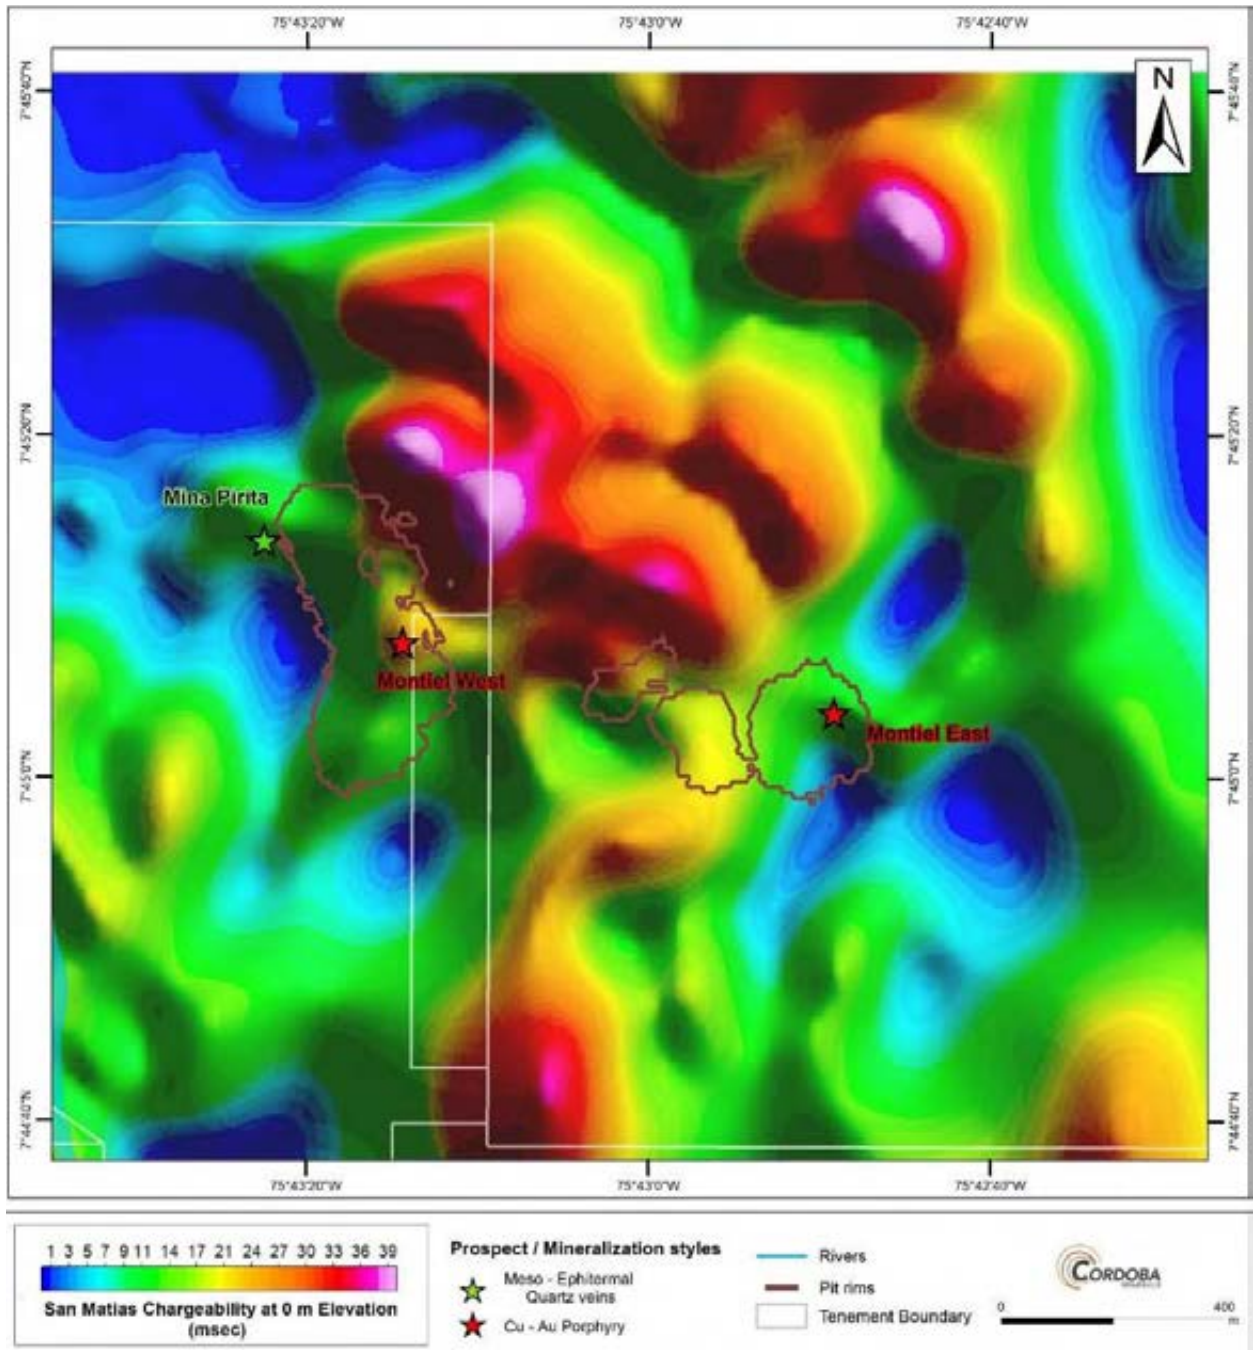 75°43'20"W 75°43'0"W 75°42'40"W
N
7°45'40"N 7°45'40"N
7°45'20"N 7°45'20"N
Mina Pirita
Montiel West
Montiel East
7°45'0"N 7°45'0"N
7°44'40"N 7°44'40"N
75°43'20"W 75°43'0"W 75°42'40"W
1 3 5 7 9 11 14 17 21 24 27 30 33 36 39
San Matias Chargeability at 0 m Elevation
(msec)
Prospect / Mineralization styles
Meso - Ephitermal
Quartz veins
Cu - Au Porphyry
Rivers
Pit rims
Tenement Boundary
CORDOBA
0 400
m